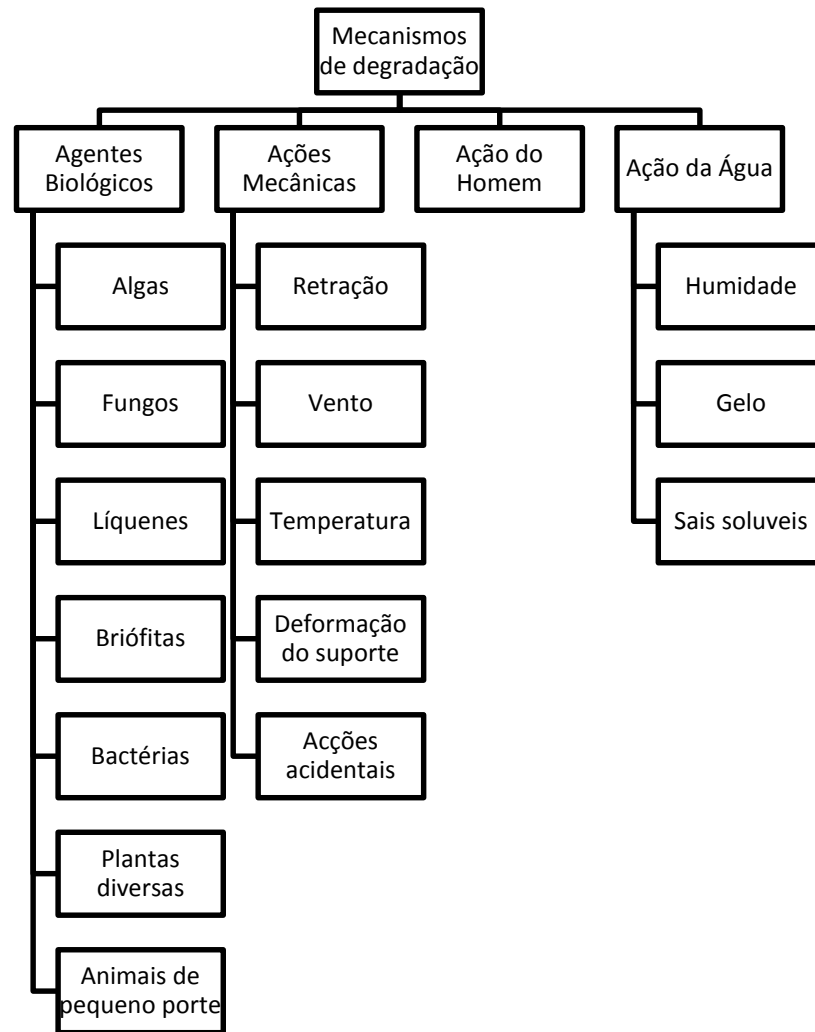 Mecanismos
de degradação
Agentes
Biológicos
Ações
Mecânicas
Ação do
Homem
Ação da Água
Algas
Fungos
Líquenes
Briófitas
Bactérias
Plantas
diversas
Animais de
pequeno porte
Retração
Vento
Temperatura
Deformação
do suporte
Acções
acidentais
Humidade
Gelo
Sais soluveis